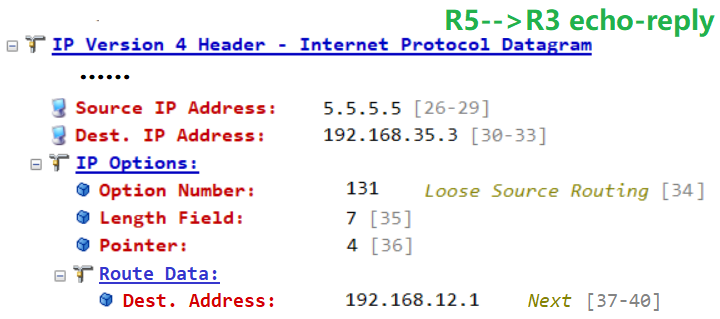 R5-->R3 echo-reply
IP Version 4 Header - Internet Protocol Datagram
......
Source IP Address: 5.5.5.5 [26-29]
Dest. IP Address: 192.168.35.3 [30-33]
IP Options:
Option Number: 131 Loose Source Routing [34]
Length Field: 7 [35]
Pointer: 4 [36]
Route Data:
Dest. Address: 192.168.12.1 Next [37-40]